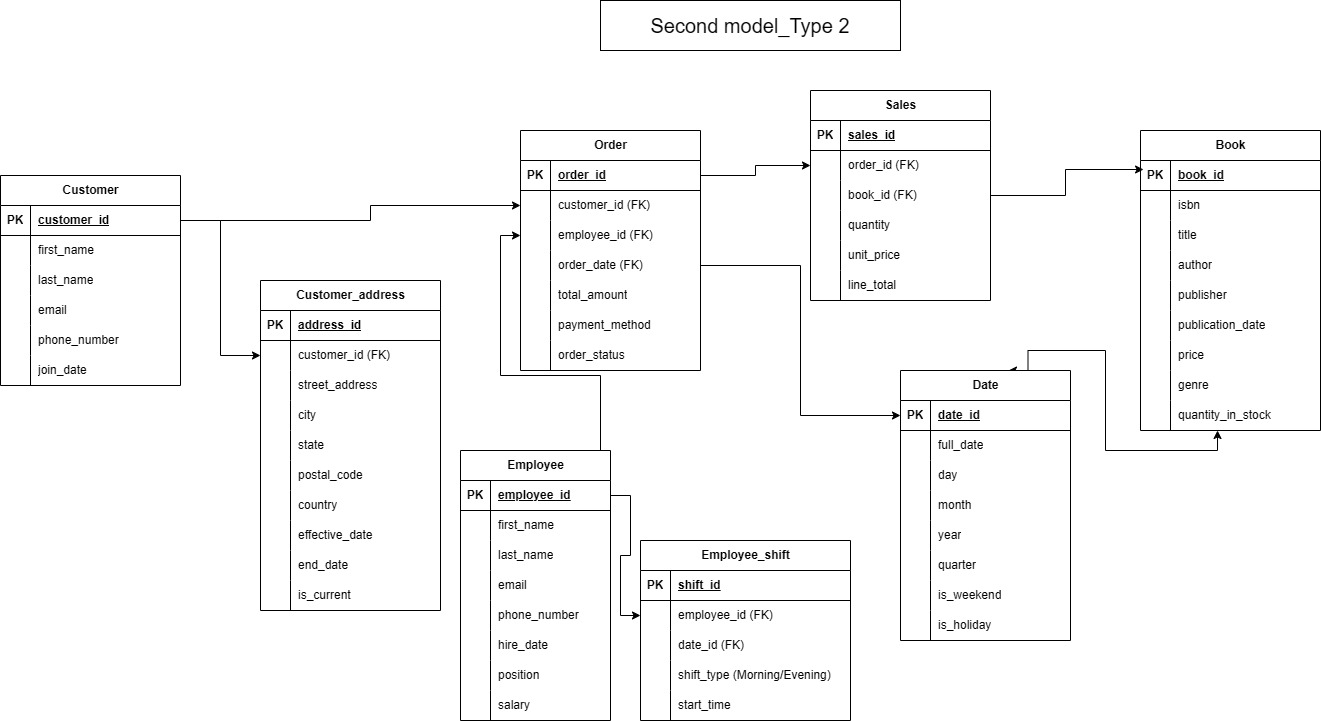 Second model_Type 2
Customer
PK customer_id
first_name
last_name
email
phone_number
join_date
Customer_address
PK address_id
customer_id (FK)
street_address
city
state
postal_code
country
effective_date
end_date
is_current
Order
PK order_id
customer_id (FK)
employee_id (FK)
order_date (FK)
total_amount
payment_method
order_status
Employee
PK employee_id
first_name
last_name
email
phone_number
hire_date
position
salary
Employee_shift
PK shift_id
employee_id (FK)
date_id (FK)
shift_type (Morning/Evening)
start_time
Sales
PK sales_id
order_id (FK)
book_id (FK)
quantity
unit_price
line_total
Date
PK date_id
full_date
day
month
year
quarter
is_weekend
is_holiday
Book
PK book_id
isbn
title
author
publisher
publication_date
price
genre
quantity_in_stock